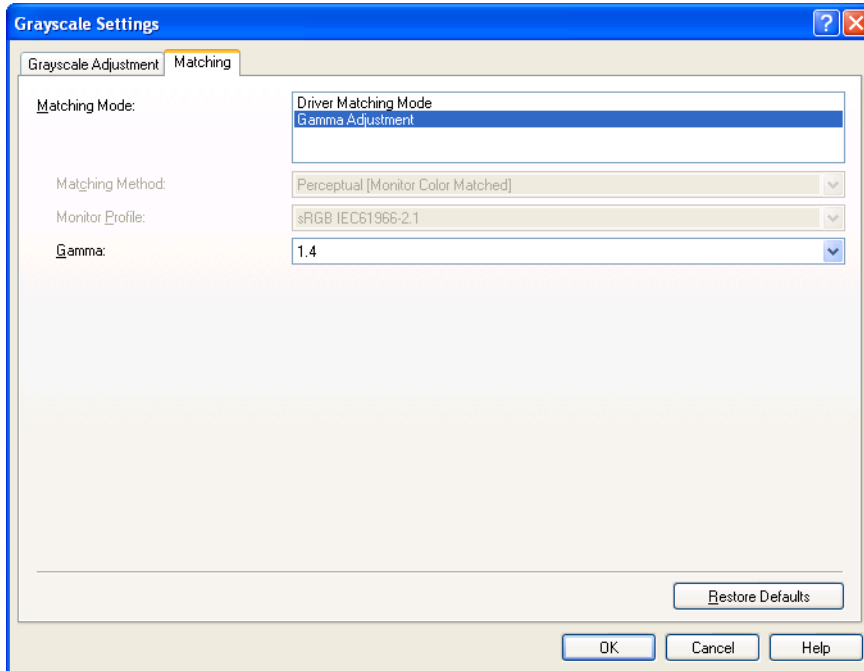 Grayscale Settings
Grayscale Adjustment Matching
Matching Mode: Driver Matching Mode
Gamma Adjustment
Matching Method: Perceptual [Monitor Color Matched]
Monitor Profile: sRGB IEC61966-2.1
Gamma: 1.4
Restore Defaults
OK Cancel Help